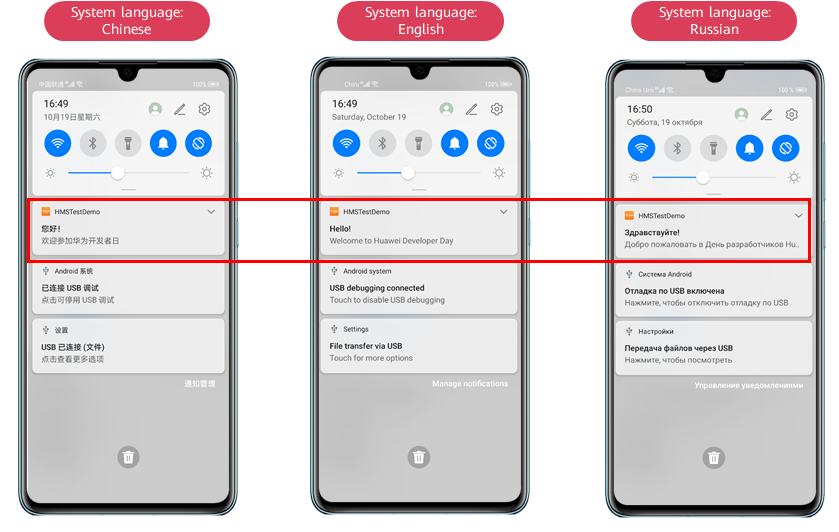 System language:
Chinese
中国联通
100%
16:49
10月19日星期六
HMSTestDemo
您好！
欢迎参加华为开发者日
Android 系统
已连接 USB 调试
点击可停用 USB 调试
设置
USB 已连接 (文件)
点击查看更多选项
通知管理
System language:
English
100%
16:49
Saturday, October 19
HMSTestDemo
Hello!
Welcome to Huawei Developer Day
Android system
USB debugging connected
Touch to disable USB debugging
Settings
File transfer via USB
Touch for more options
Manage notifications
System language:
Russian
China Uni
100 %
16:50
Суббота, 19 октября
HMSTestDemo
Здравствуйте!
Добро пожаловать в День разработчиков Hu..
Система Android
Отладка по USB включена
Нажмите, чтобы отключить отладку по USB
Настройки
Передача файлов через USB
Нажмите, чтобы посмотреть
Управление уведомлениями